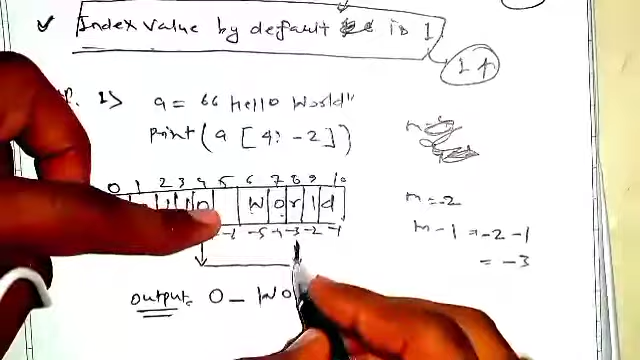 ✓ Index value by default is 1
1 +
P. 1>
a = "Hello World"
Print ( a [ 4: -2 ] )
n =
0 1 2 3 4 5 6 7 8 9 10
o W o r l d
n = -2
-5 -4 -3 -2 -1
n - 1 = -2 - 1
= -3
Output: O _ Wo